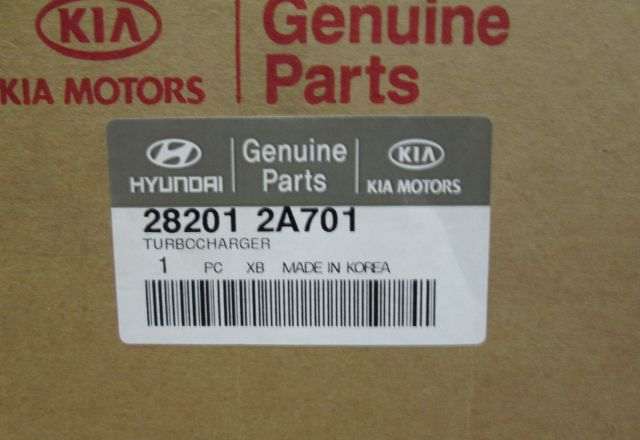 KIA Genuine
KIA MOTORS Parts
HYUNDAI Genuine Parts KIA KIA MOTORS
28201 2A701
TURBOCHARGER
1 PC XB MADE IN KOREA